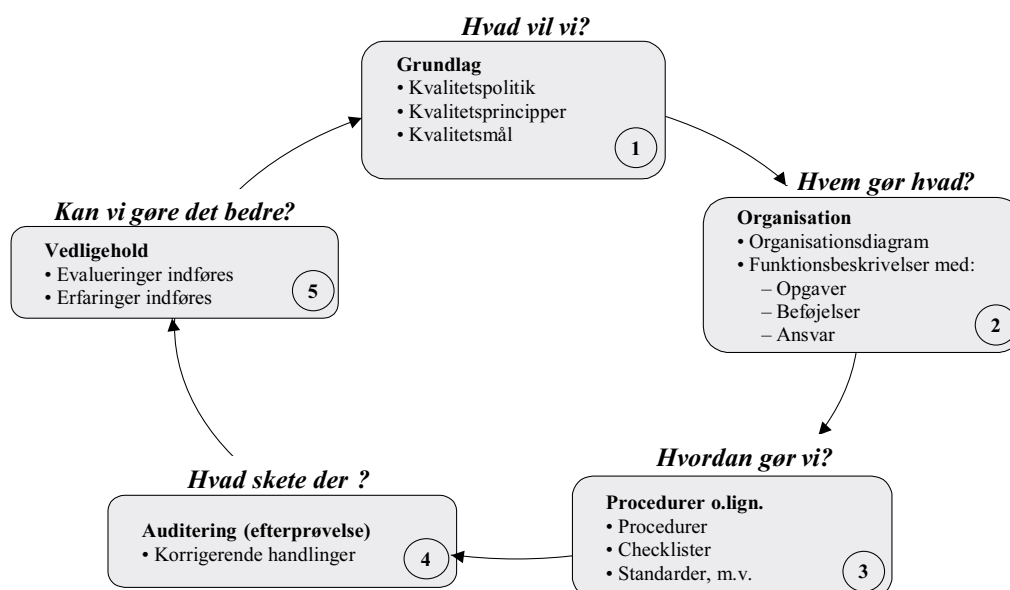 Hvad vil vi?
Grundlag
• Kvalitetspolitik
• Kvalitetsprincipper
• Kvalitetsmål
1
Hvem gør hvad?
Organisation
• Organisationsdiagram
• Funktionsbeskrivelser med:
– Opgaver
– Beføjelser
– Ansvar
2
Hvordan gør vi?
Procedurer o.lign.
• Procedurer
• Checklister
• Standarder, m.v.
3
Hvad skete der ?
Auditering (efterprøvelse)
• Korrigerende handlinger
4
Kan vi gøre det bedre?
Vedligehold
• Evalueringer indføres
• Erfaringer indføres
5